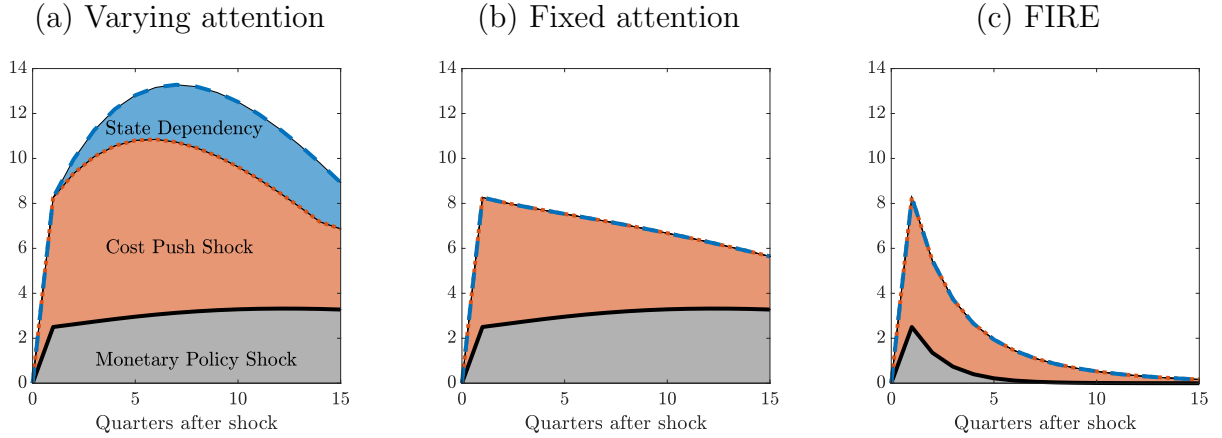 (a) Varying attention
14
12
10
8
6
4
2
0
State Dependency
Cost Push Shock
Monetary Policy Shock
0 5 10 15
Quarters after shock
(b) Fixed attention
14
12
10
8
6
4
2
0
0 5 10 15
Quarters after shock
(c) FIRE
14
12
10
8
6
4
2
0
0 5 10 15
Quarters after shock